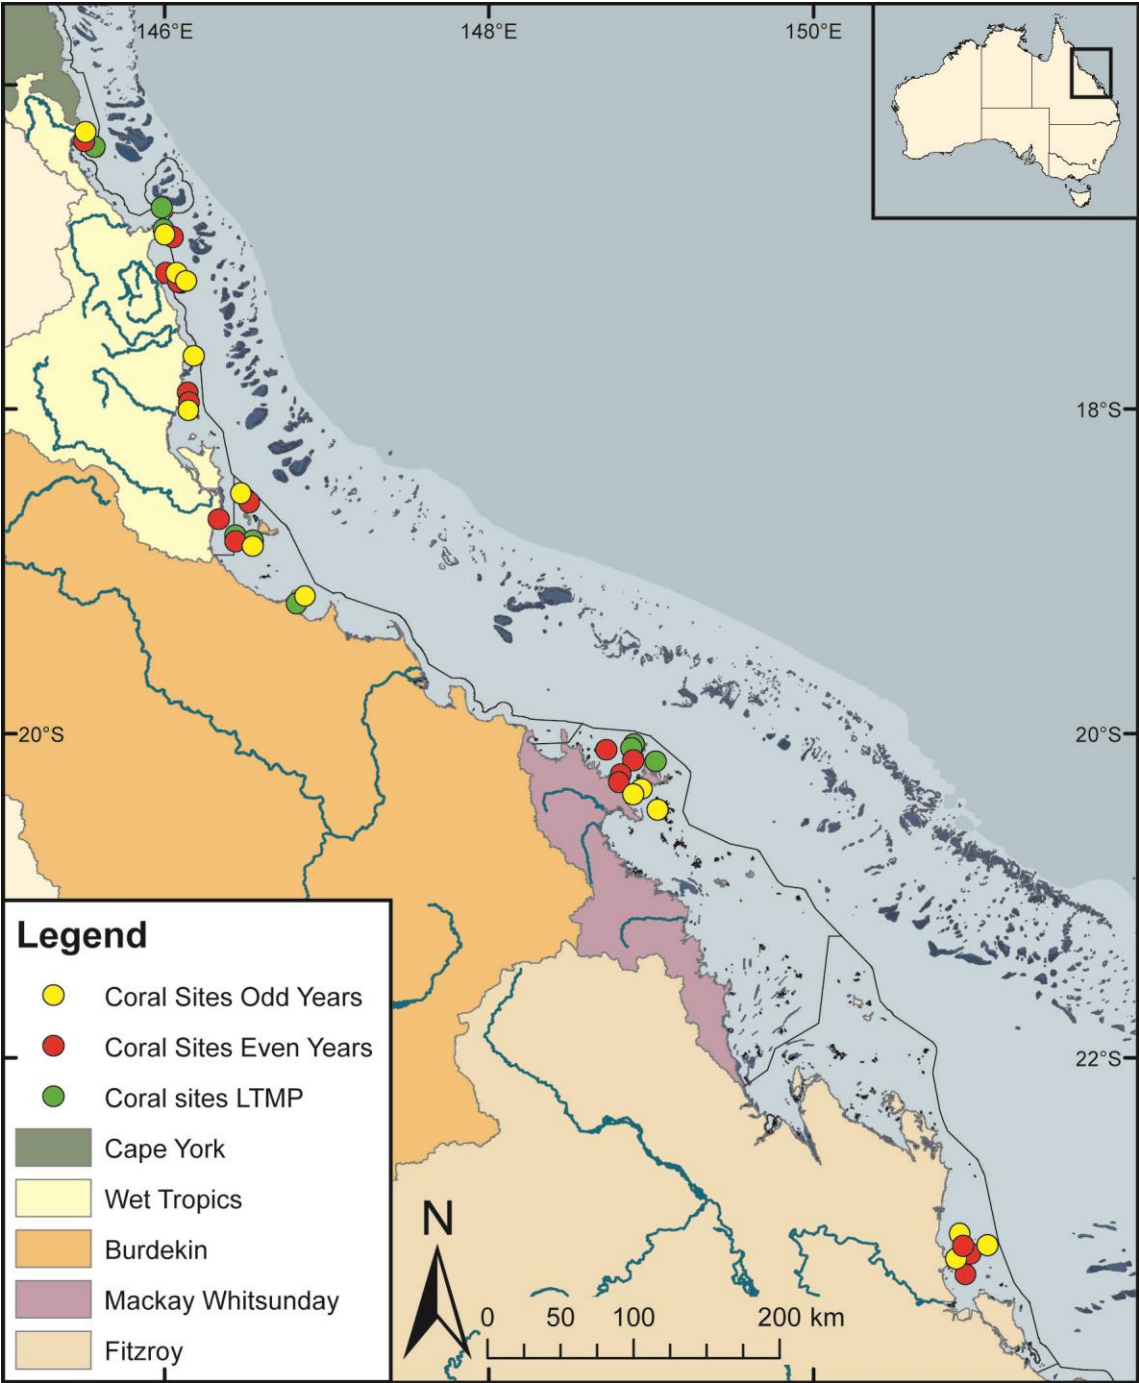 146°E 148°E 150°E
18°S
20°S 20°S
22°S
Legend
Coral Sites Odd Years
Coral Sites Even Years
Coral sites LTMP
Cape York
Wet Tropics
Burdekin
Mackay Whitsunday
Fitzroy
N
0 50 100 200 km